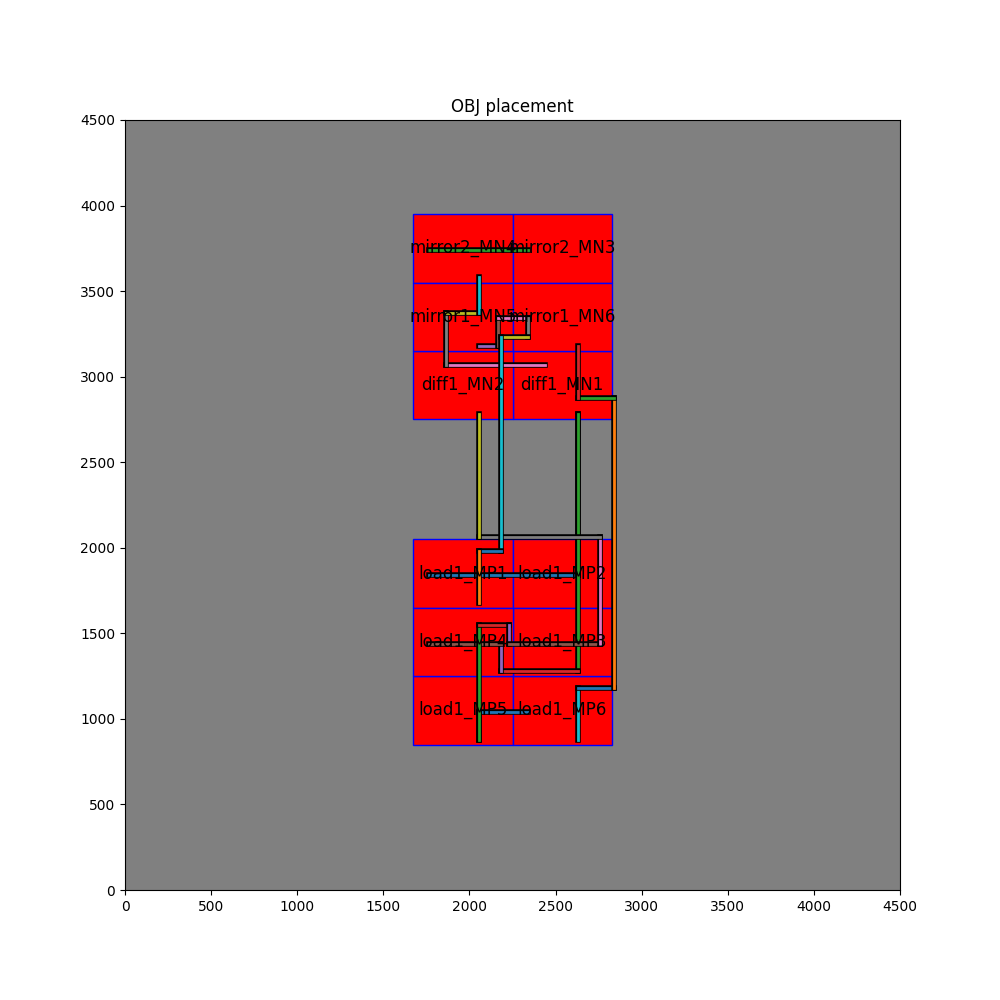 OBJ placement
4500
4000
3500
3000
2500
2000
1500
1000
500
0
mirror2_MN4 mirror2_MN3
mirror1_MN5 mirror1_MN6
diff1_MN2 diff1_MN1
load1_MP1 load1_MP2
load1_MP4 load1_MP3
load1_MP5 load1_MP6
0 500 1000 1500 2000 2500 3000 3500 4000 4500